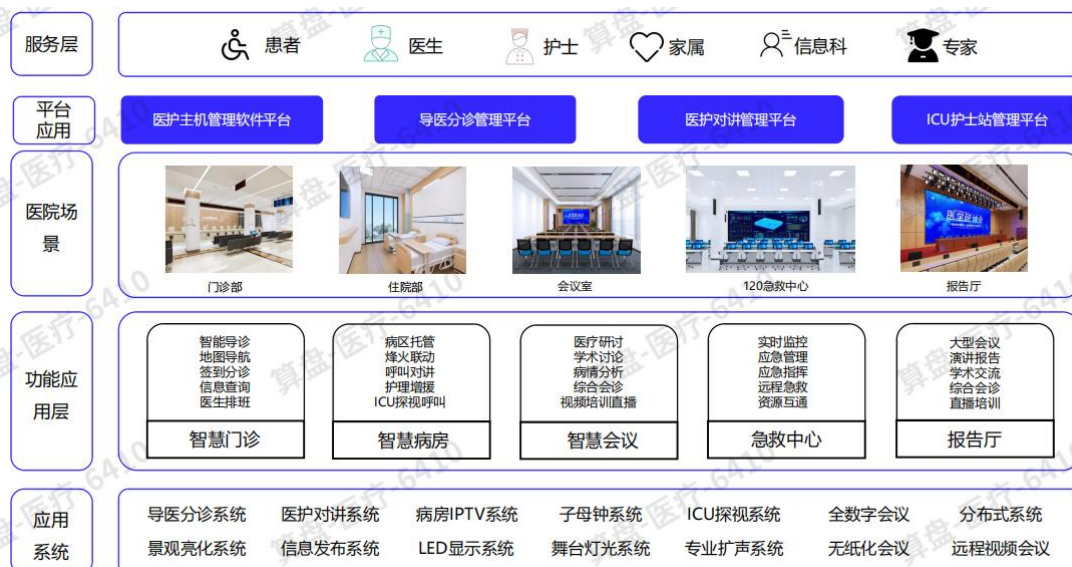 服务层
患者 医生 护士 家属 信息科 专家
平台
应用
医护主机管理软件平台 导医分诊管理平台 医护对讲管理平台 ICU护士站管理平台
医院场
景
门诊部 住院部 会议室 120急救中心 报告厅
功能应
用层
智能导诊
地图导航
签到分诊
信息查询
医生排班
智慧门诊
病区托管
烽火联动
呼叫对讲
护理增援
ICU探视呼叫
智慧病房
医疗研讨
学术讨论
病情分析
综合会诊
视频培训直播
智慧会议
实时监控
应急管理
应急指挥
远程急救
资源互通
急救中心
大型会议
演讲报告
学术交流
综合会诊
直播培训
报告厅
应用
系统
导医分诊系统 医护对讲系统 病房IPTV系统 子母钟系统 ICU探视系统 全数字会议 分布式系统
景观亮化系统 信息发布系统 LED显示系统 舞台灯光系统 专业扩声系统 无纸化会议 远程视频会议
算盘-医疗-6410